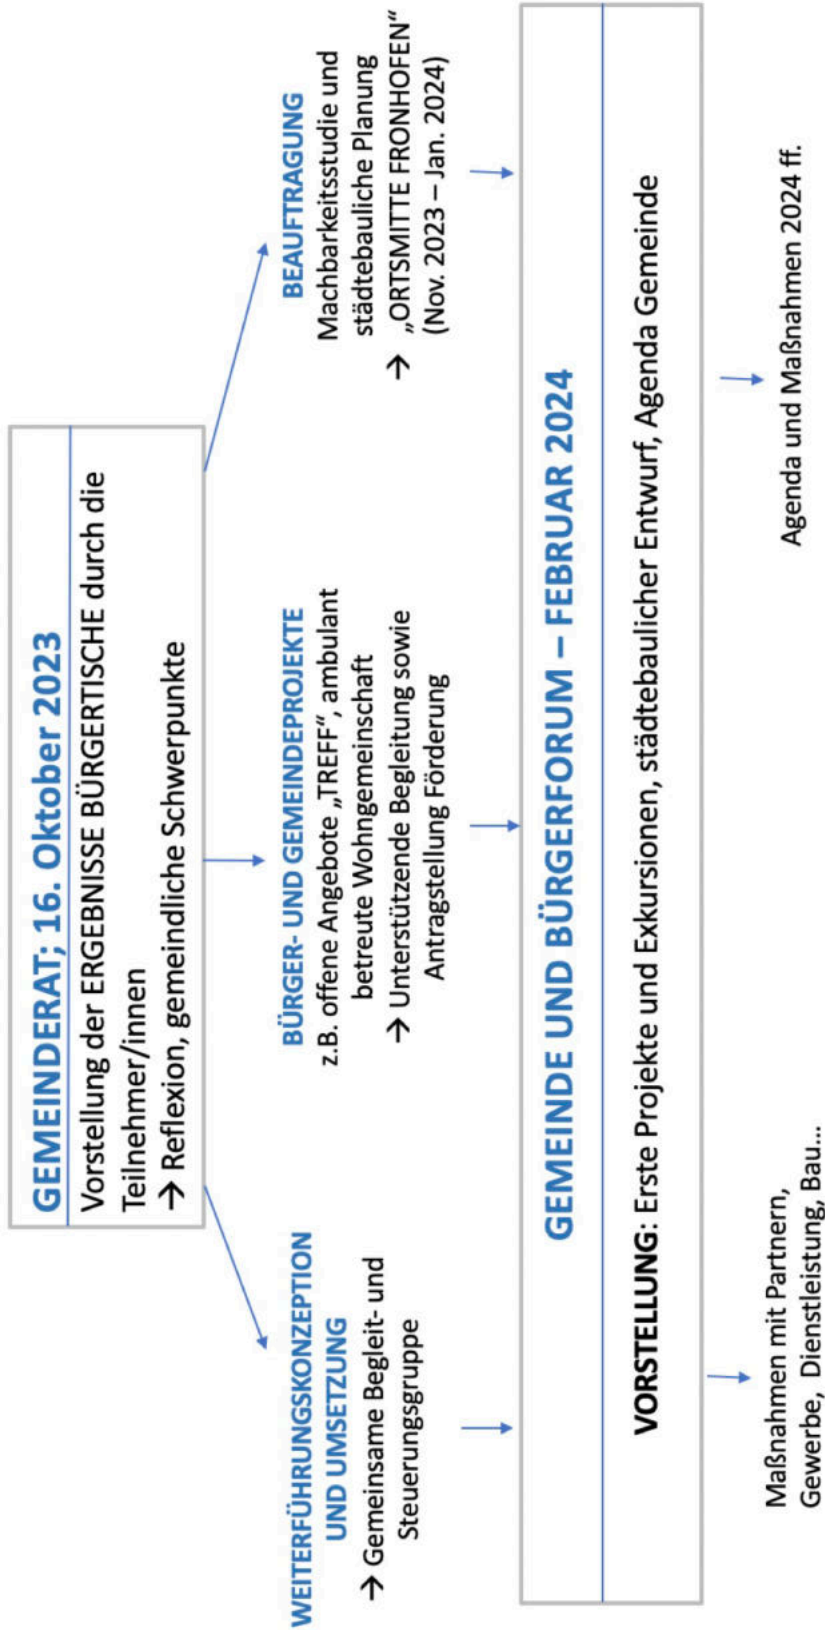 GEMEINDERAT; 16. Oktober 2023
Vorstellung der ERGEBNISSE BÜRGERTISCHE durch die
Teilnehmer/innen
→ Reflexion, gemeindliche Schwerpunkte
WEITERFÜHRUNGSKONZEPTION
UND UMSETZUNG
→ Gemeinsame Begleit- und
Steuerungsgruppe
BÜRGER- UND GEMEINDEPROJEKTE
z.B. offene Angebote „TREFF“, ambulant
betreute Wohngemeinschaft
→ Unterstützende Begleitung sowie
Antragstellung Förderung
BEAUFTRAGUNG
Machbarkeitsstudie und
städtebauliche Planung
→ „ORTSMITTE FRONHOFEN“
(Nov. 2023 – Jan. 2024)
GEMEINDE UND BÜRGERFORUM – FEBRUAR 2024
VORSTELLUNG: Erste Projekte und Exkursionen, städtebaulicher Entwurf, Agenda Gemeinde
Maßnahmen mit Partnern,
Gewerbe, Dienstleistung, Bau...
Agenda und Maßnahmen 2024 ff.